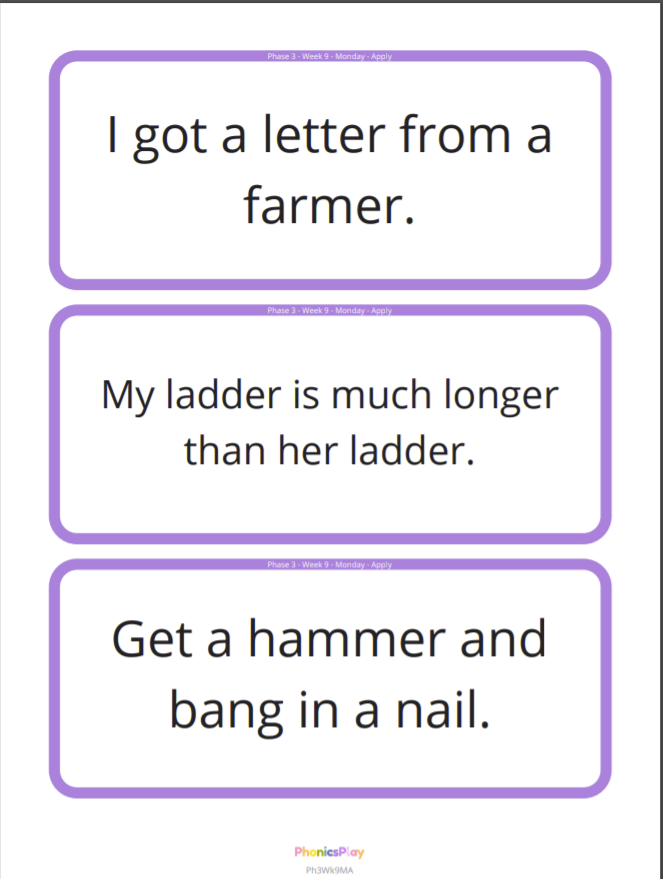 Phase 3 - Week 9 - Monday - Apply
I got a letter from a
farmer.
Phase 3 - Week 9 - Monday - Apply
My ladder is much longer
than her ladder.
Phase 3 - Week 9 - Monday - Apply
Get a hammer and
bang in a nail.
PhonicsPlay
Ph3Wk9MA